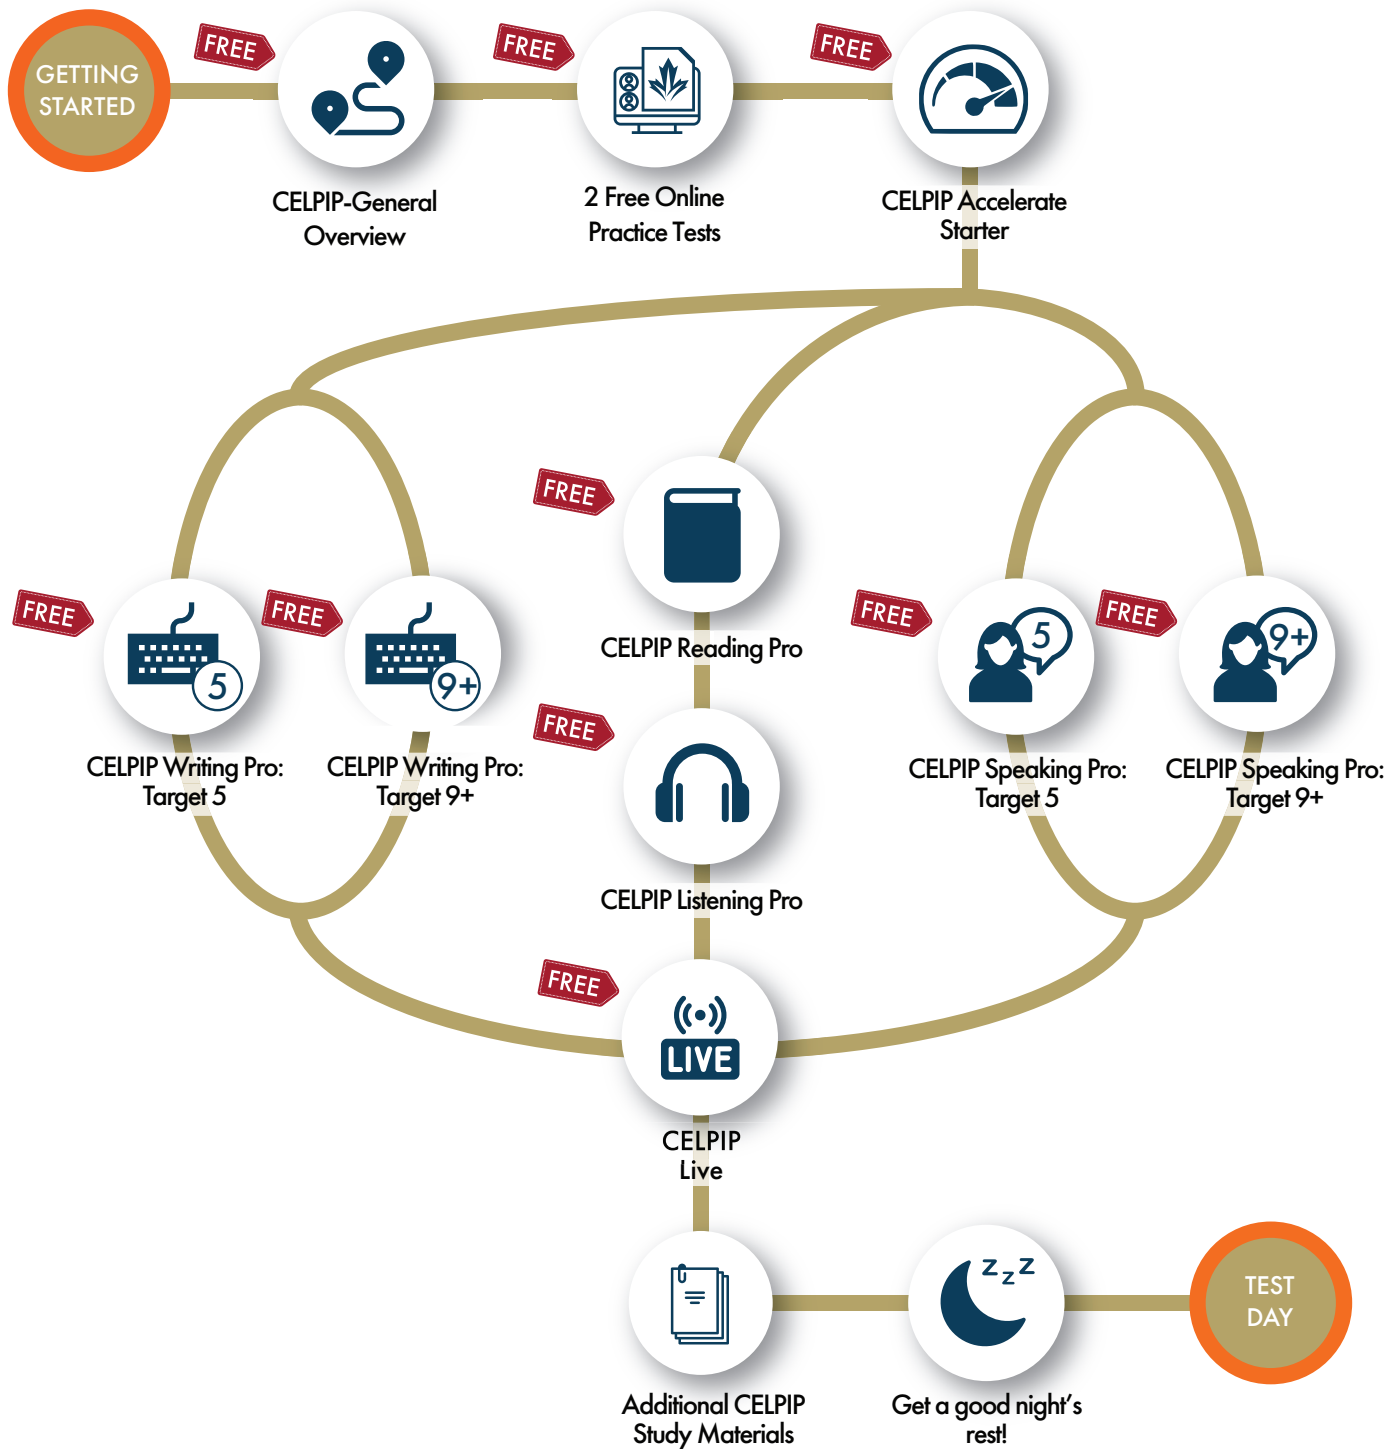 GETTING
STARTED
FREE
CELPIP-General
Overview
FREE
2 Free Online
Practice Tests
FREE
CELPIP Accelerate
Starter
FREE
5
CELPIP Writing Pro:
Target 5
FREE
9+
CELPIP Writing Pro:
Target 9+
FREE
CELPIP Reading Pro
FREE
CELPIP Listening Pro
FREE
5
CELPIP Speaking Pro:
Target 5
FREE
9+
CELPIP Speaking Pro:
Target 9+
FREE
LIVE
CELPIP
Live
Additional CELPIP
Study Materials
z z z
Get a good night's
rest!
TEST
DAY